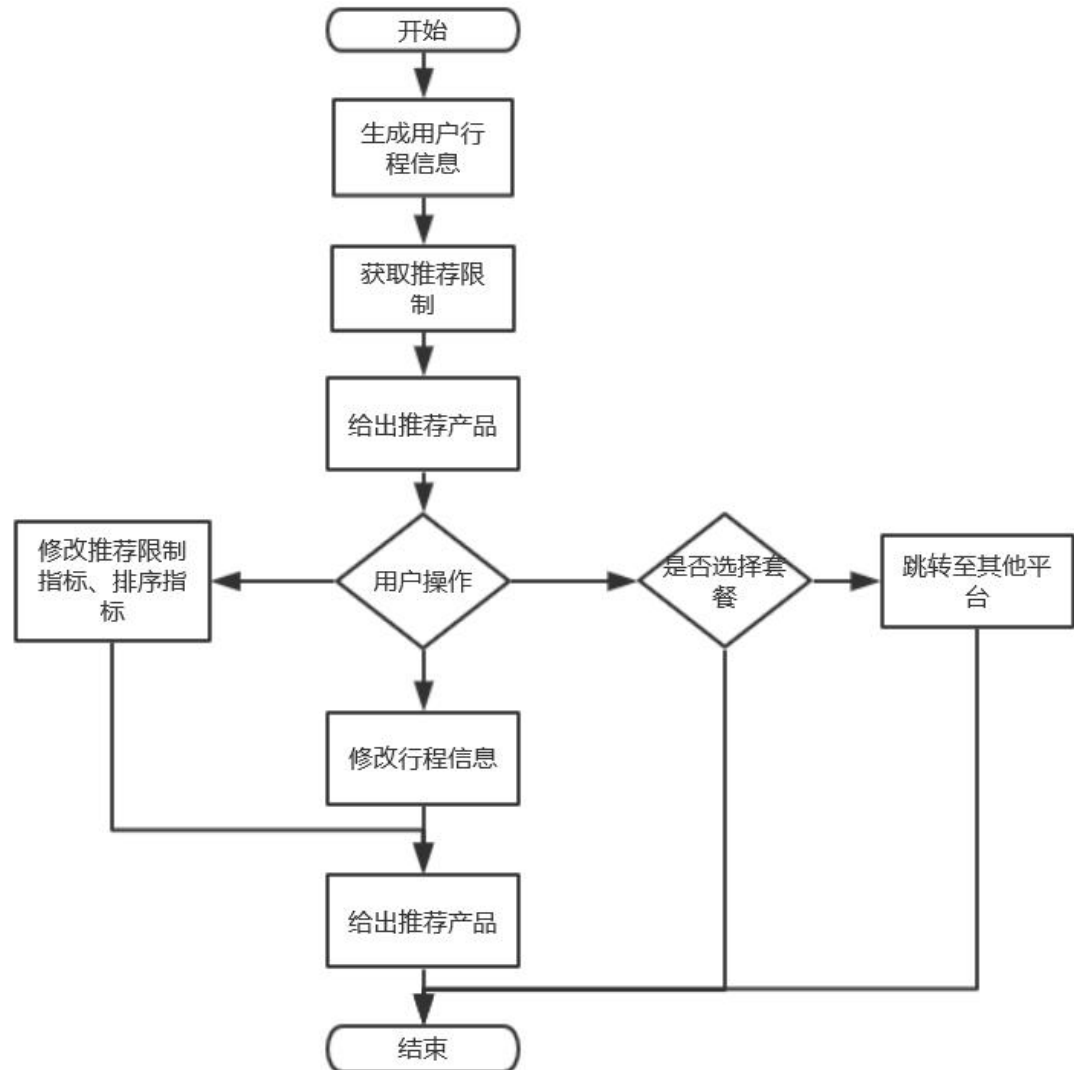 开始
生成用户行
程信息
获取推荐限
制
给出推荐产品
修改推荐限制
指标、排序指
标
用户操作
是否选择套
餐
跳转至其他平
台
修改行程信息
给出推荐产品
结束